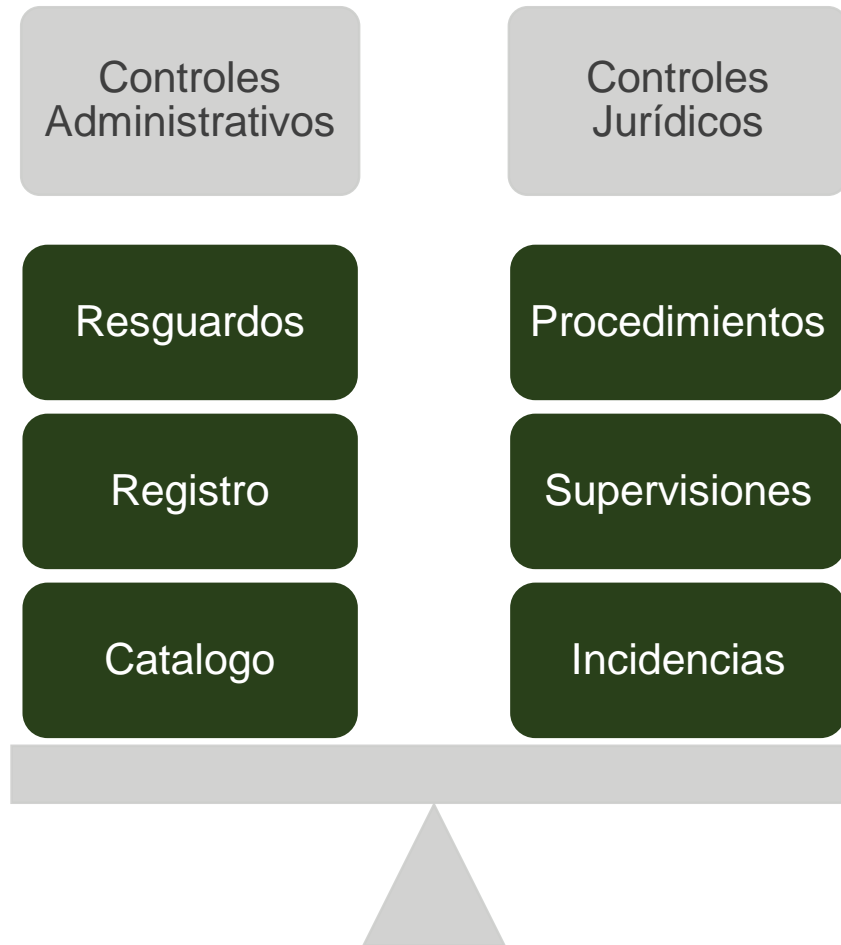 Controles
Administrativos
Controles
Jurídicos
Resguardos
Procedimientos
Registro
Supervisiones
Catalogo
Incidencias